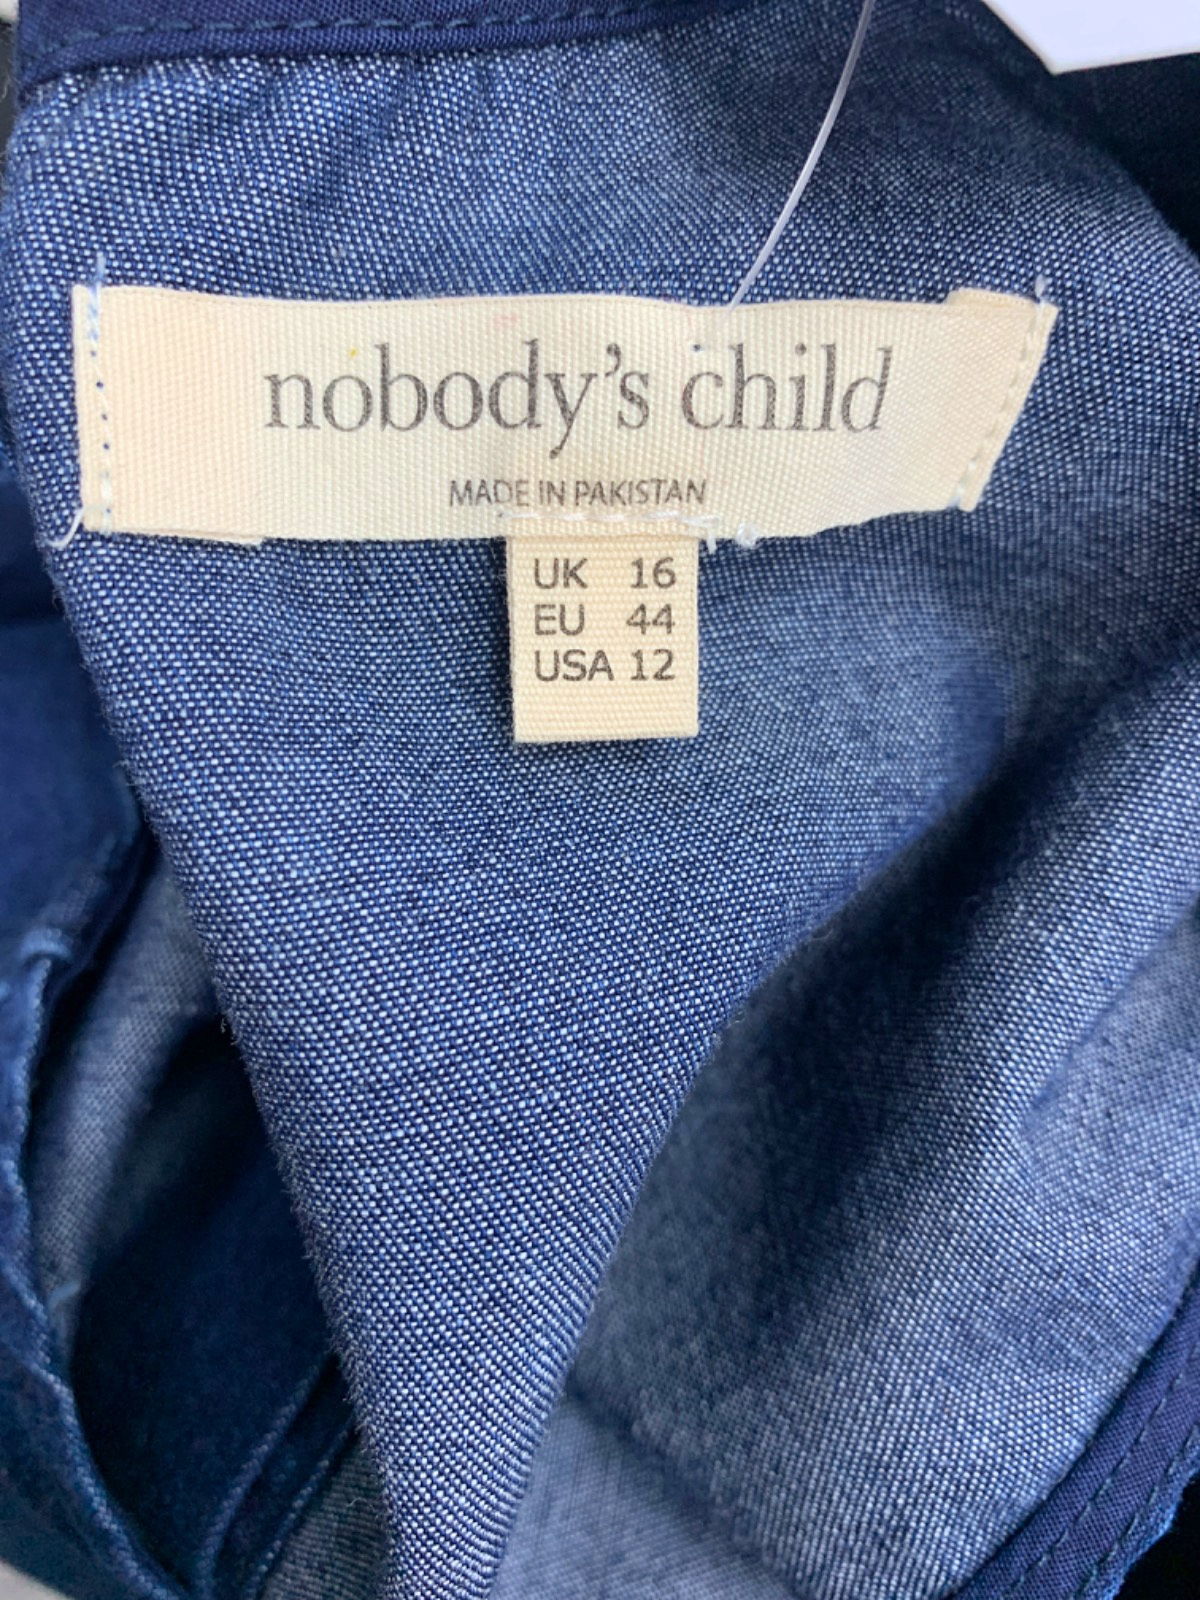 nobody's child
MADE IN PAKISTAN
UK 16
EU 44
USA 12